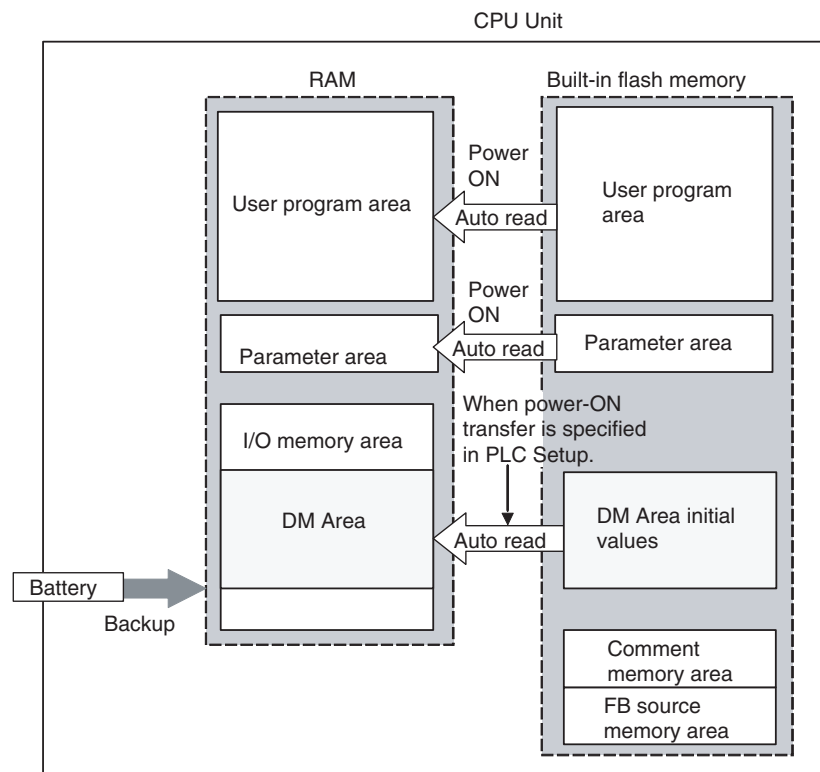 CPU Unit
RAM
Built-in flash memory
User program area
Power
ON
Auto read
User program
area
Power
ON
Parameter area
Auto read
Parameter area
When power-ON
transfer is specified
in PLC Setup.
I/O memory area
DM Area
Auto read
DM Area initial
values
Battery
Backup
Comment
memory area
FB source
memory area